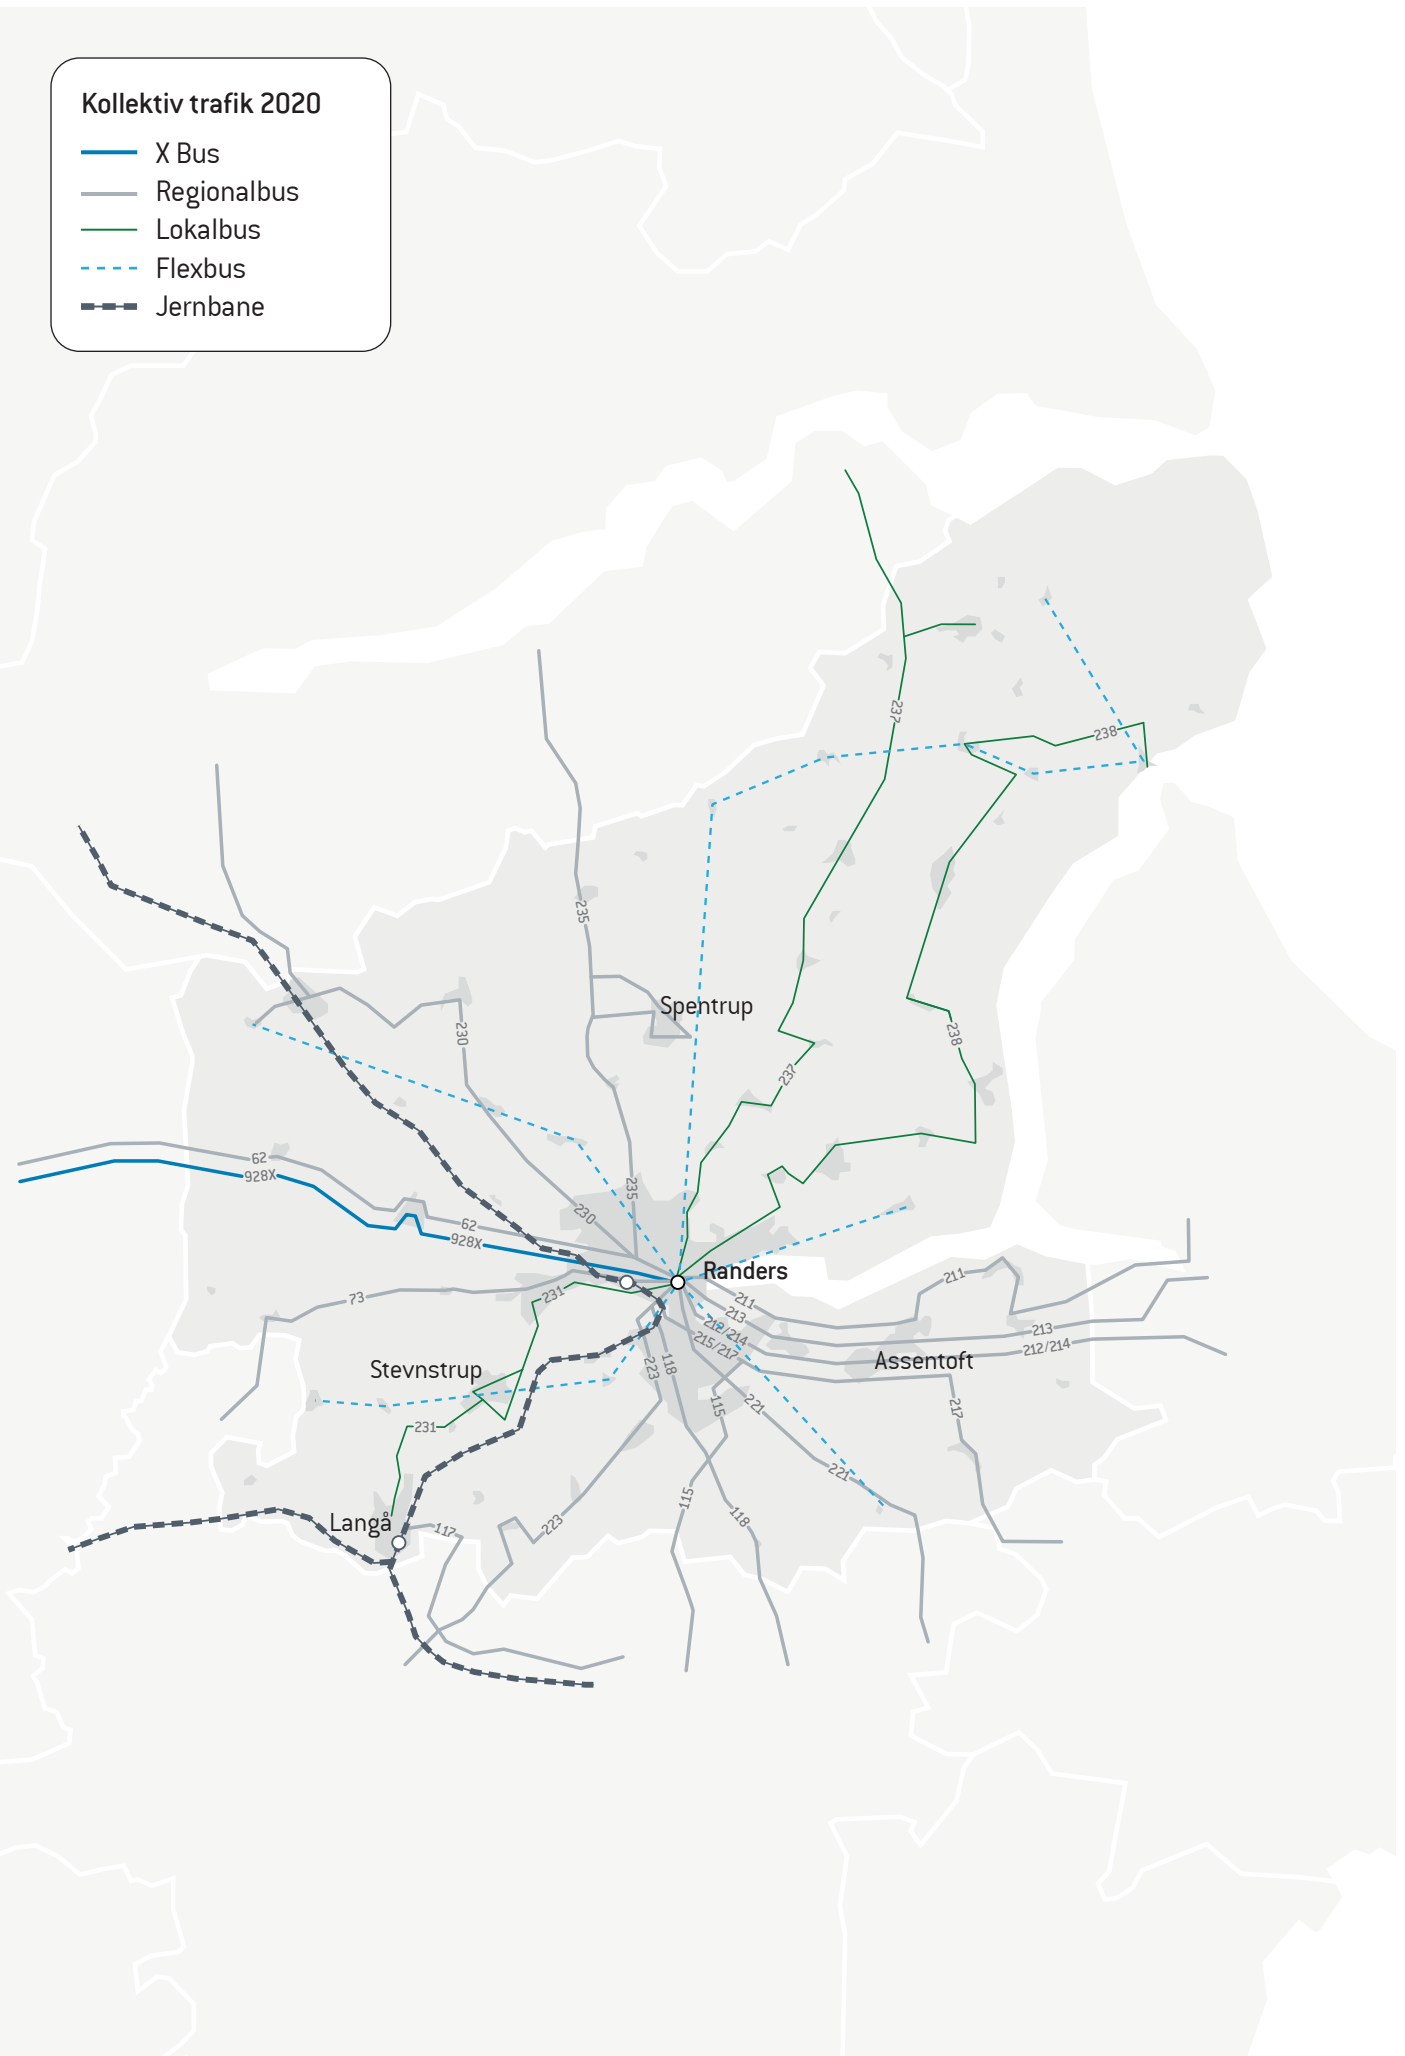 Kollektiv trafik 2020
X Bus
Regionalbus
Lokalbus
Flexbus
Jernbane
237
238
235
Spentrup
230
238
237
62
928X
235
230
62
928X
Randers
211
231
73
211
213
212/214
215/217
213
212/214
Assentoft
Stevnstrup
223
118
115
221
217
231
221
115
118
223
Langå
117